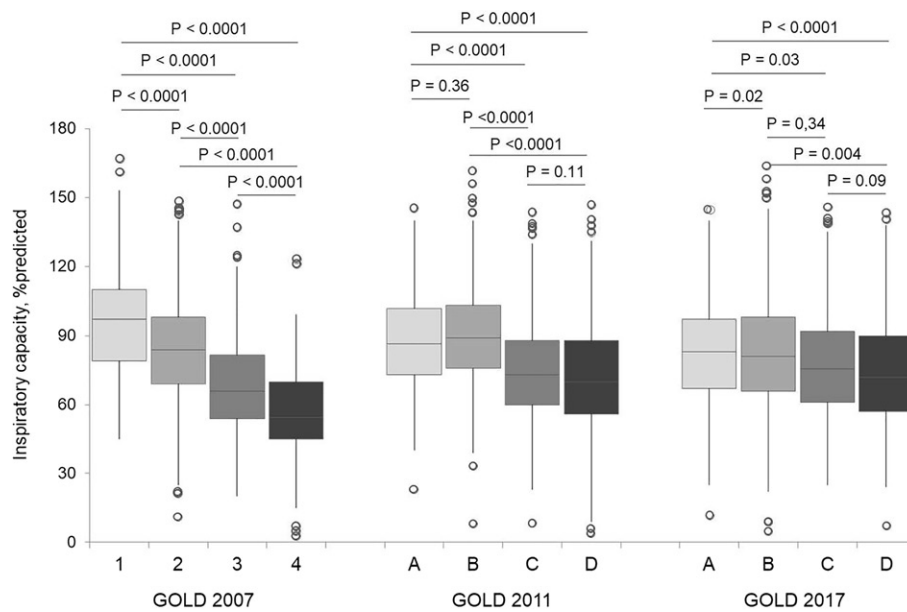 P < 0.0001
P < 0.0001
P < 0.0001
P < 0.0001
P < 0.0001
P < 0.0001
P < 0.0001
P < 0.0001
P = 0.36
P <0.0001
P <0.0001
P = 0.11
P < 0.0001
P = 0.03
P = 0.02
P = 0,34
P = 0.004
P = 0.09
Inspiratory capacity, %predicted
180
150
120
90
60
30
0
1 2 3 4 A B C D A B C D
GOLD 2007 GOLD 2011 GOLD 2017